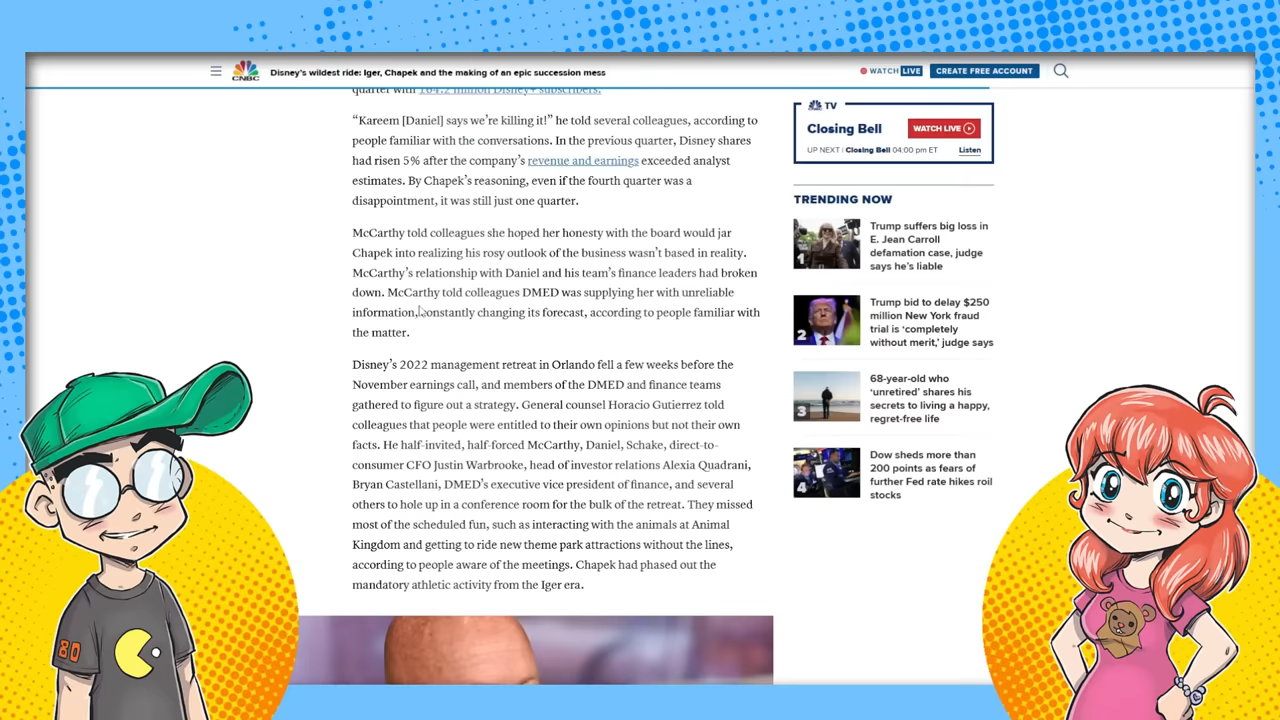 CNBC
Disney's wildest ride: Iger, Chapek and the making of an epic succession mess
WATCH LIVE
CREATE FREE ACCOUNT
quarter with 164.2 million Disney+ subscribers.
“Kareem [Daniel] says we're killing it!” he told several colleagues, according to
people familiar with the conversations. In the previous quarter, Disney shares
had risen 5% after the company's revenue and earnings exceeded analyst
estimates. By Chapek's reasoning, even if the fourth quarter was a
disappointment, it was still just one quarter.
McCarthy told colleagues she hoped her honesty with the board would jar
Chapek into realizing his rosy outlook of the business wasn't based in reality.
McCarthy's relationship with Daniel and his team's finance leaders had broken
down. McCarthy told colleagues DMED was supplying her with unreliable
information, constantly changing its forecast, according to people familiar with
the matter.
Disney's 2022 management retreat in Orlando fell a few weeks before the
November earnings call, and members of the DMED and finance teams
gathered to figure out a strategy. General counsel Horacio Gutierrez told
colleagues that people were entitled to their own opinions but not their own
facts. He half-invited, half-forced McCarthy, Daniel, Schake, direct-to-
consumer CFO Justin Warbrooke, head of investor relations Alexia Quadrani,
Bryan Castellani, DMED's executive vice president of finance, and several
others to hole up in a conference room for the bulk of the retreat. They missed
most of the scheduled fun, such as interacting with the animals at Animal
Kingdom and getting to ride new theme park attractions without the lines,
according to people aware of the meetings. Chapek had phased out the
mandatory athletic activity from the Iger era.
TV
Closing Bell
WATCH LIVE
UP NEXT | Closing Bell 04:00 pm ET
Listen
TRENDING NOW
1
Trump suffers big loss in
E. Jean Carroll
defamation case, judge
says he's liable
2
Trump bid to delay $250
million New York fraud
trial is ‘completely
without merit,’ judge says
3
68-year-old who
‘unretired’ shares his
secrets to living a happy,
regret-free life
4
Dow sheds more than
200 points as fears of
further Fed rate hikes roil
stocks
80